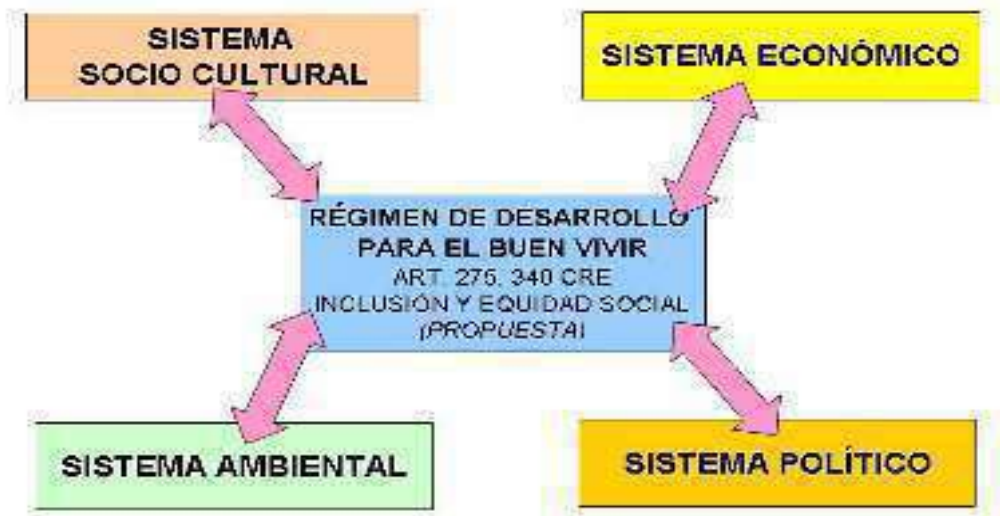 SISTEMA
SOCIO CULTURAL
SISTEMA ECONÓMICO
RÉGIMEN DE DESARROLLO
PARA EL BUEN VIVIR
ART. 275, 340 CRE
INCLUSIÓN Y EQUIDAD SOCIAL
(PROPUESTA)
SISTEMA AMBIENTAL
SISTEMA POLÍTICO